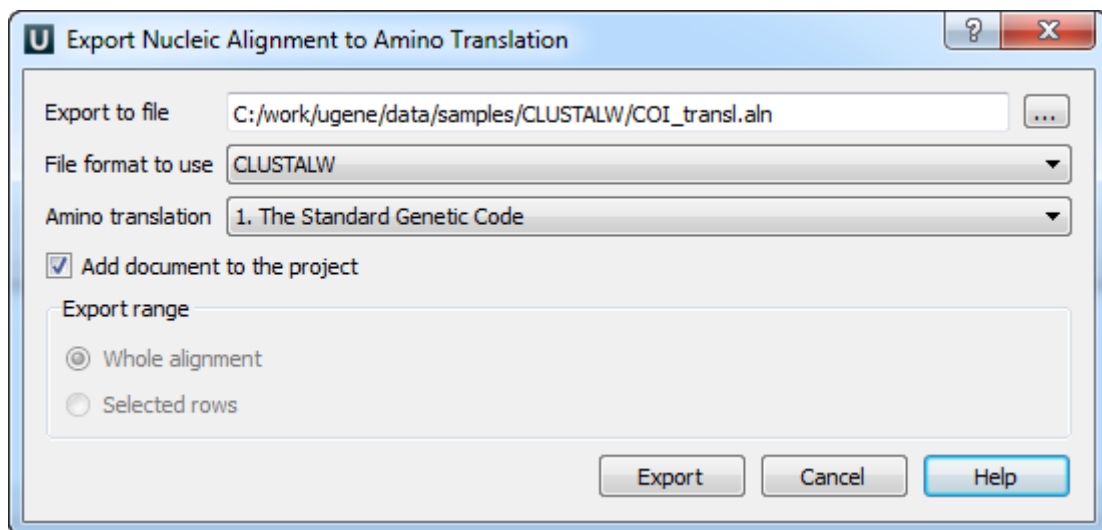 U Export Nucleic Alignment to Amino Translation ? X
Export to file C:/work/ugene/data/samples/CLUSTALW/COI_transl.aln ...
File format to use CLUSTALW
Amino translation 1. The Standard Genetic Code
Add document to the project
Export range
Whole alignment
Selected rows
Export Cancel Help